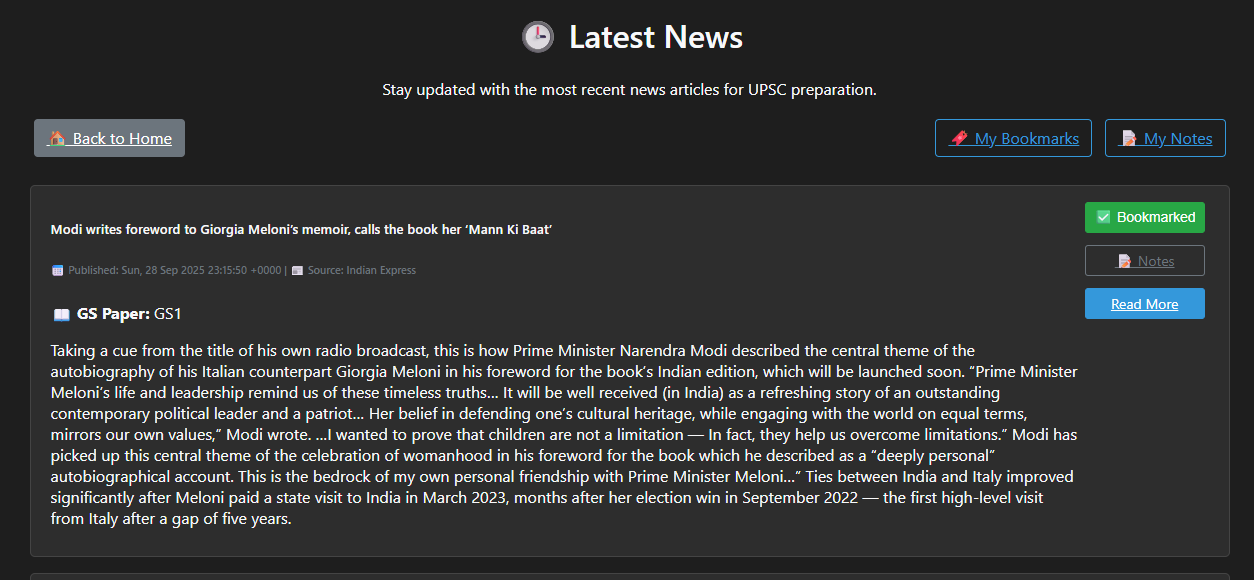 Latest News
Stay updated with the most recent news articles for UPSC preparation.
Back to Home
My Bookmarks
My Notes
Modi writes foreword to Giorgia Meloni’s memoir, calls the book her ‘Mann Ki Baat’
Bookmarked
Published: Sun, 28 Sep 2025 23:15:50 +0000 | Source: Indian Express
Notes
Read More
GS Paper: GS1
Taking a cue from the title of his own radio broadcast, this is how Prime Minister Narendra Modi described the central theme of the
autobiography of his Italian counterpart Giorgia Meloni in his foreword for the book’s Indian edition, which will be launched soon. “Prime Minister
Meloni’s life and leadership remind us of these timeless truths… It will be well received (in India) as a refreshing story of an outstanding
contemporary political leader and a patriot… Her belief in defending one’s cultural heritage, while engaging with the world on equal terms,
mirrors our own values,” Modi wrote. …I wanted to prove that children are not a limitation — In fact, they help us overcome limitations.” Modi has
picked up this central theme of the celebration of womanhood in his foreword for the book which he described as a “deeply personal”
autobiographical account. This is the bedrock of my own personal friendship with Prime Minister Meloni…” Ties between India and Italy improved
significantly after Meloni paid a state visit to India in March 2023, months after her election win in September 2022 — the first high-level visit
from Italy after a gap of five years.